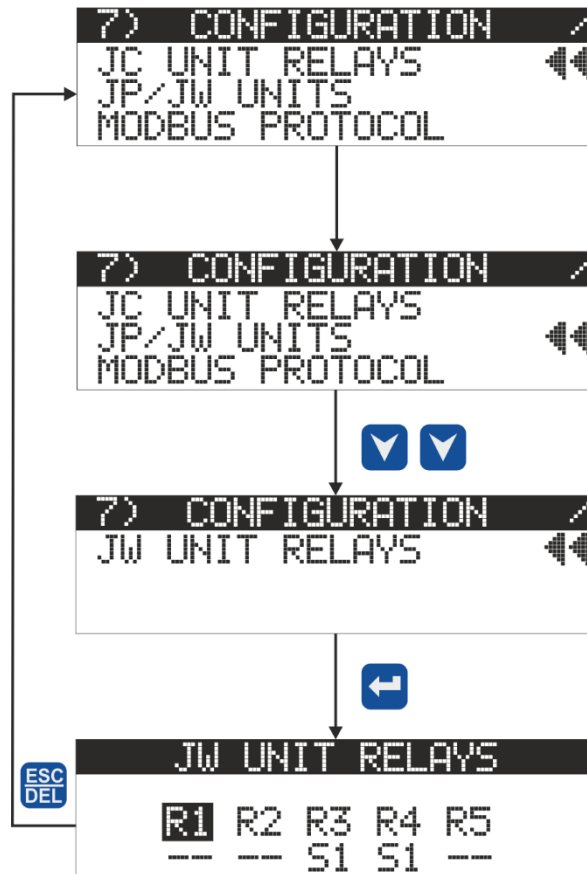 7) CONFIGURATION
JC UNIT RELAYS
JP/JW UNITS
MODBUS PROTOCOL
7) CONFIGURATION
JC UNIT RELAYS
JP/JW UNITS
MODBUS PROTOCOL
7) CONFIGURATION
JW UNIT RELAYS
ESC
DEL
JW UNIT RELAYS
R1 R2 R3 R4 R5
-- -- S1 S1 --